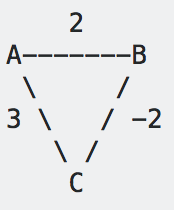 2
A-------B
\ /
3 \ / -2
\ /
C